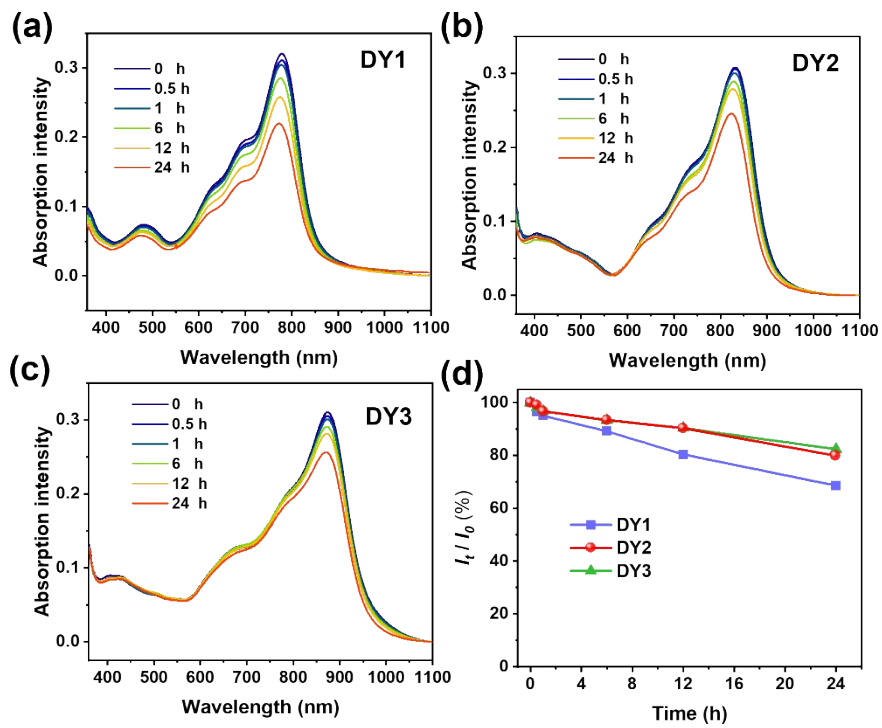 (a)
DY1
0 h
0.5 h
1 h
6 h
12 h
24 h
0.3
0.2
0.1
0.0
Absorption intensity
400 500 600 700 800 900 1000 1100
Wavelength (nm)
(b)
DY2
0 h
0.5 h
1 h
6 h
12 h
24 h
0.3
0.2
0.1
0.0
Absorption intensity
400 500 600 700 800 900 1000 1100
Wavelength (nm)
(c)
DY3
0 h
0.5 h
1 h
6 h
12 h
24 h
0.3
0.2
0.1
0.0
Absorption intensity
400 500 600 700 800 900 1000 1100
Wavelength (nm)
(d)
100
80
60
40
20
0
I_t / I_0 (%)
DY1
DY2
DY3
0 4 8 12 16 20 24
Time (h)